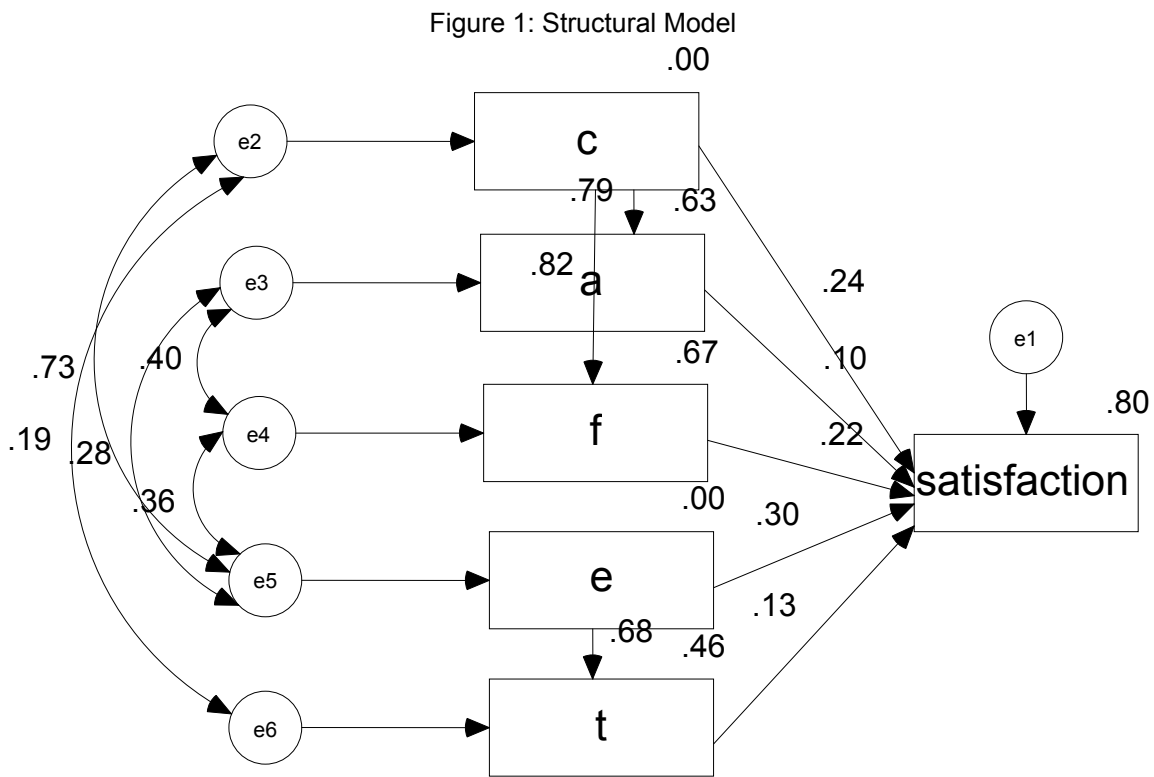 Figure 1: Structural Model
.00
e2
c
.79
.63
.82
e3
a
.24
e1
.73
.40
.67
.10
.80
.19
.28
e4
f
.22
satisfaction
.36
.00
.30
e5
e
.13
.68
.46
e6
t